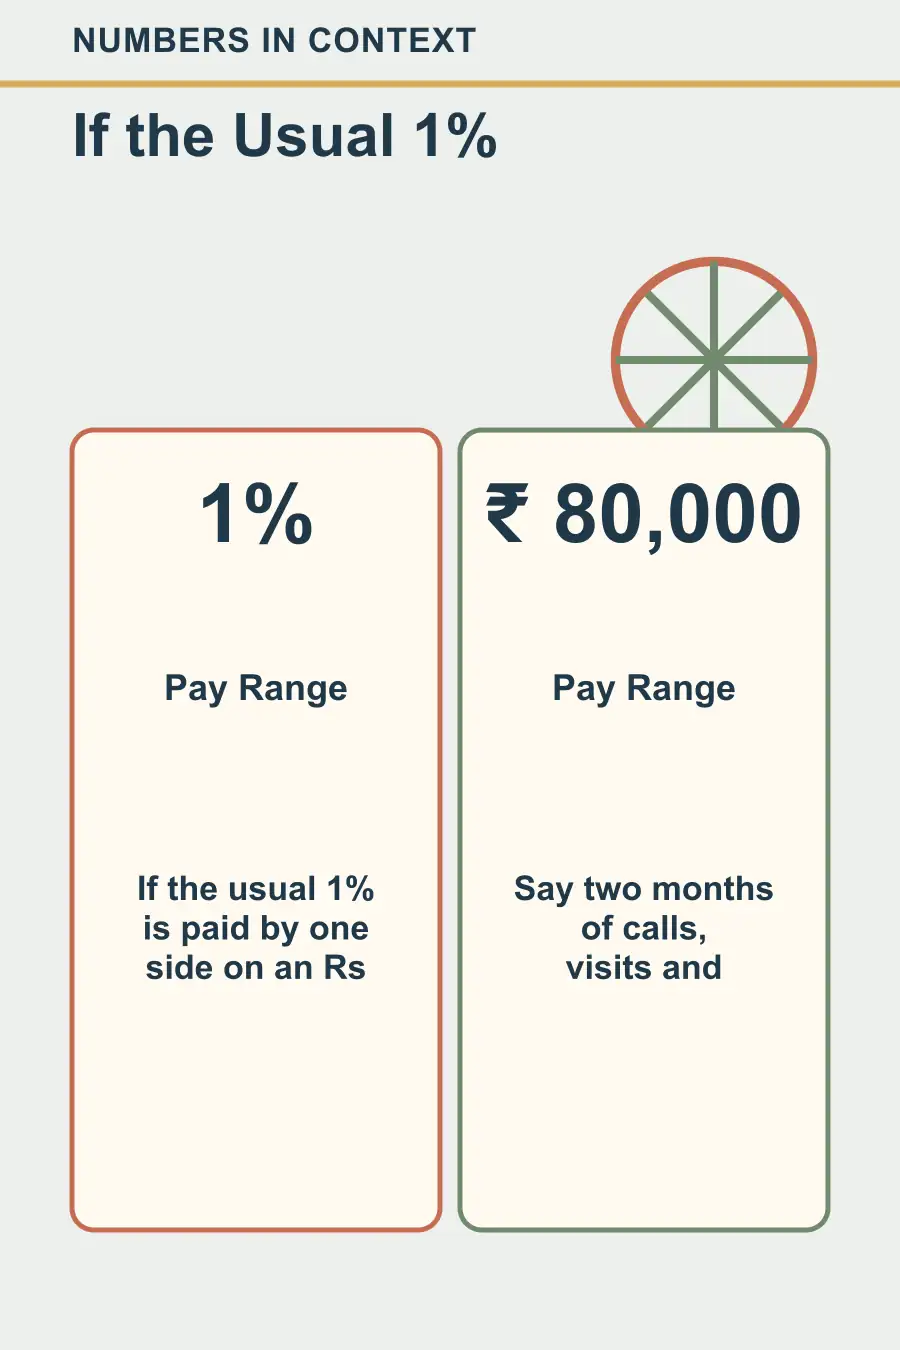 NUMBERS IN CONTEXT
If the Usual 1%
1%
Pay Range
If the usual 1%
is paid by one
side on an Rs
₹ 80,000
Pay Range
Say two months
of calls,
visits and